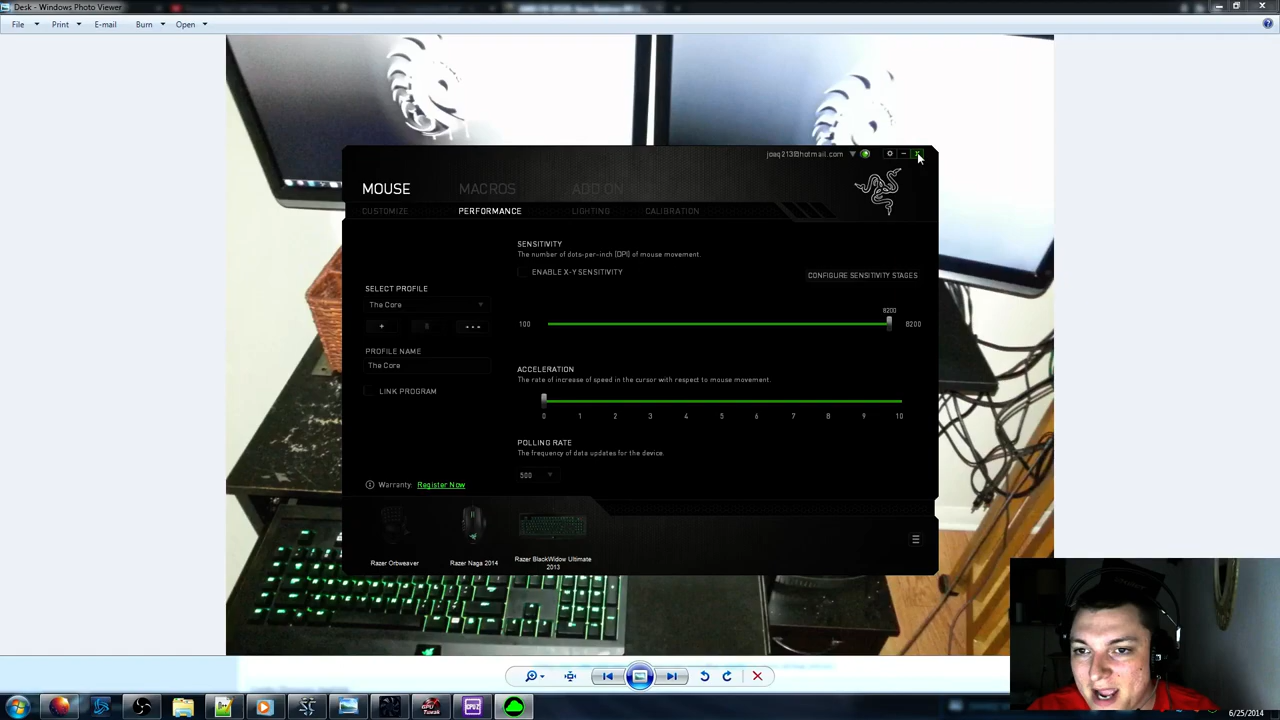 Desk - Windows Photo Viewer
File Print E-mail Burn Open
joaq213@hotmail.com
MOUSE MACROS ADD ON
CUSTOMIZE PERFORMANCE LIGHTING CALIBRATION
SENSITIVITY
The number of dots-per-inch (DPI) of mouse movement.
ENABLE X-Y SENSITIVITY
CONFIGURE SENSITIVITY STAGES
SELECT PROFILE
The Core
8200
100 8200
+ ...
PROFILE NAME
The Core
LINK PROGRAM
ACCELERATION
The rate of increase of speed in the cursor with respect to mouse movement.
0 1 2 3 4 5 6 7 8 9 10
POLLING RATE
The frequency of data updates for the device.
500
Warranty: Register Now
Razer Orbweaver
Razer Naga 2014
Razer BlackWidow Ultimate
2013
6/25/2014